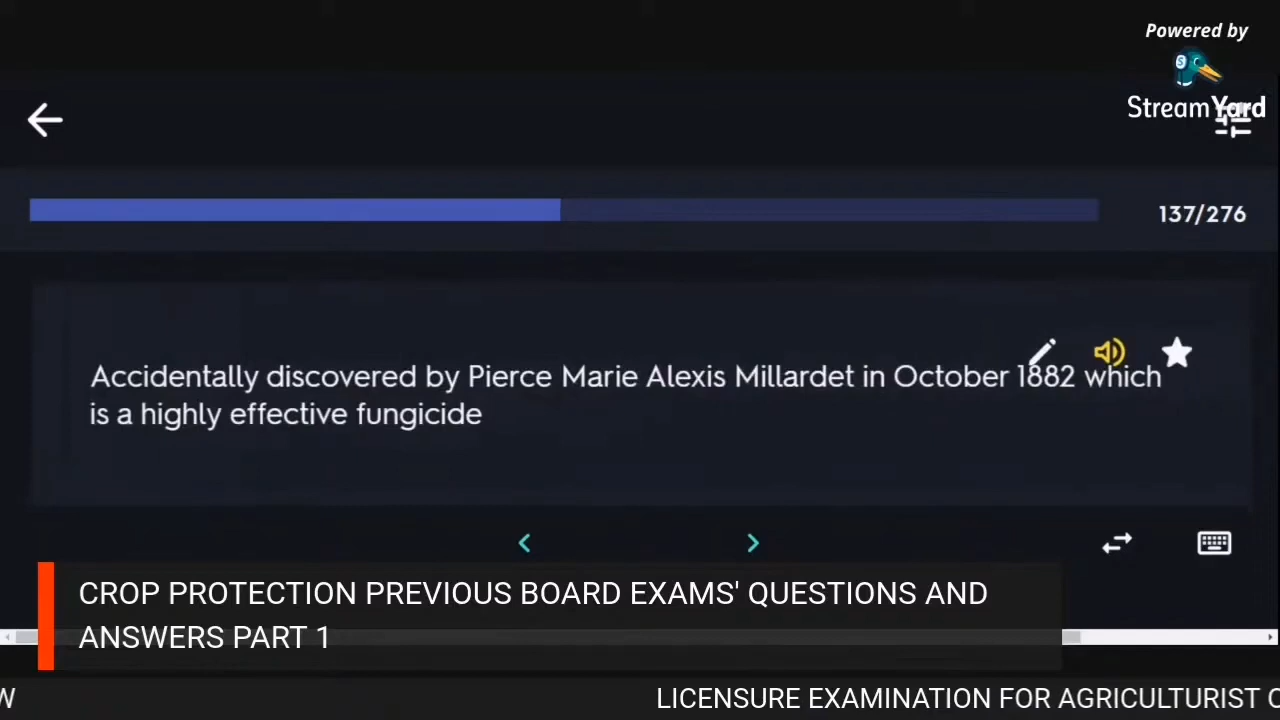 Powered by
StreamYard
137/276
Accidentally discovered by Pierce Marie Alexis Millardet in October 1882 which
is a highly effective fungicide
CROP PROTECTION PREVIOUS BOARD EXAMS' QUESTIONS AND
ANSWERS PART 1
W
LICENSURE EXAMINATION FOR AGRICULTURIST